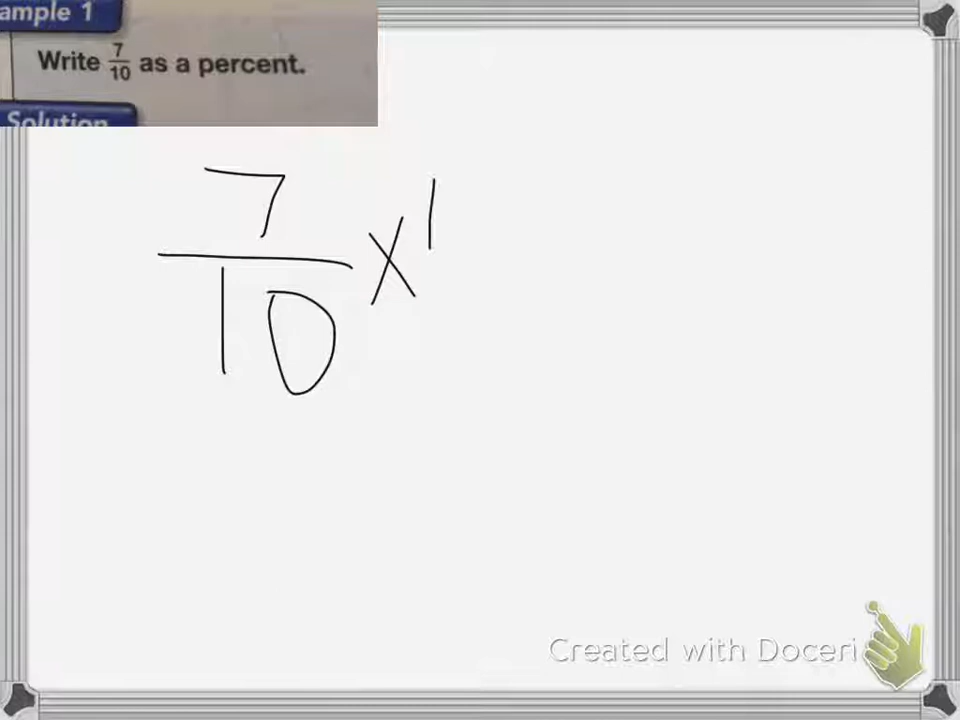 ample 1
Write 7/10 as a percent.
Solution
7/10 x 1
Created with Doceri